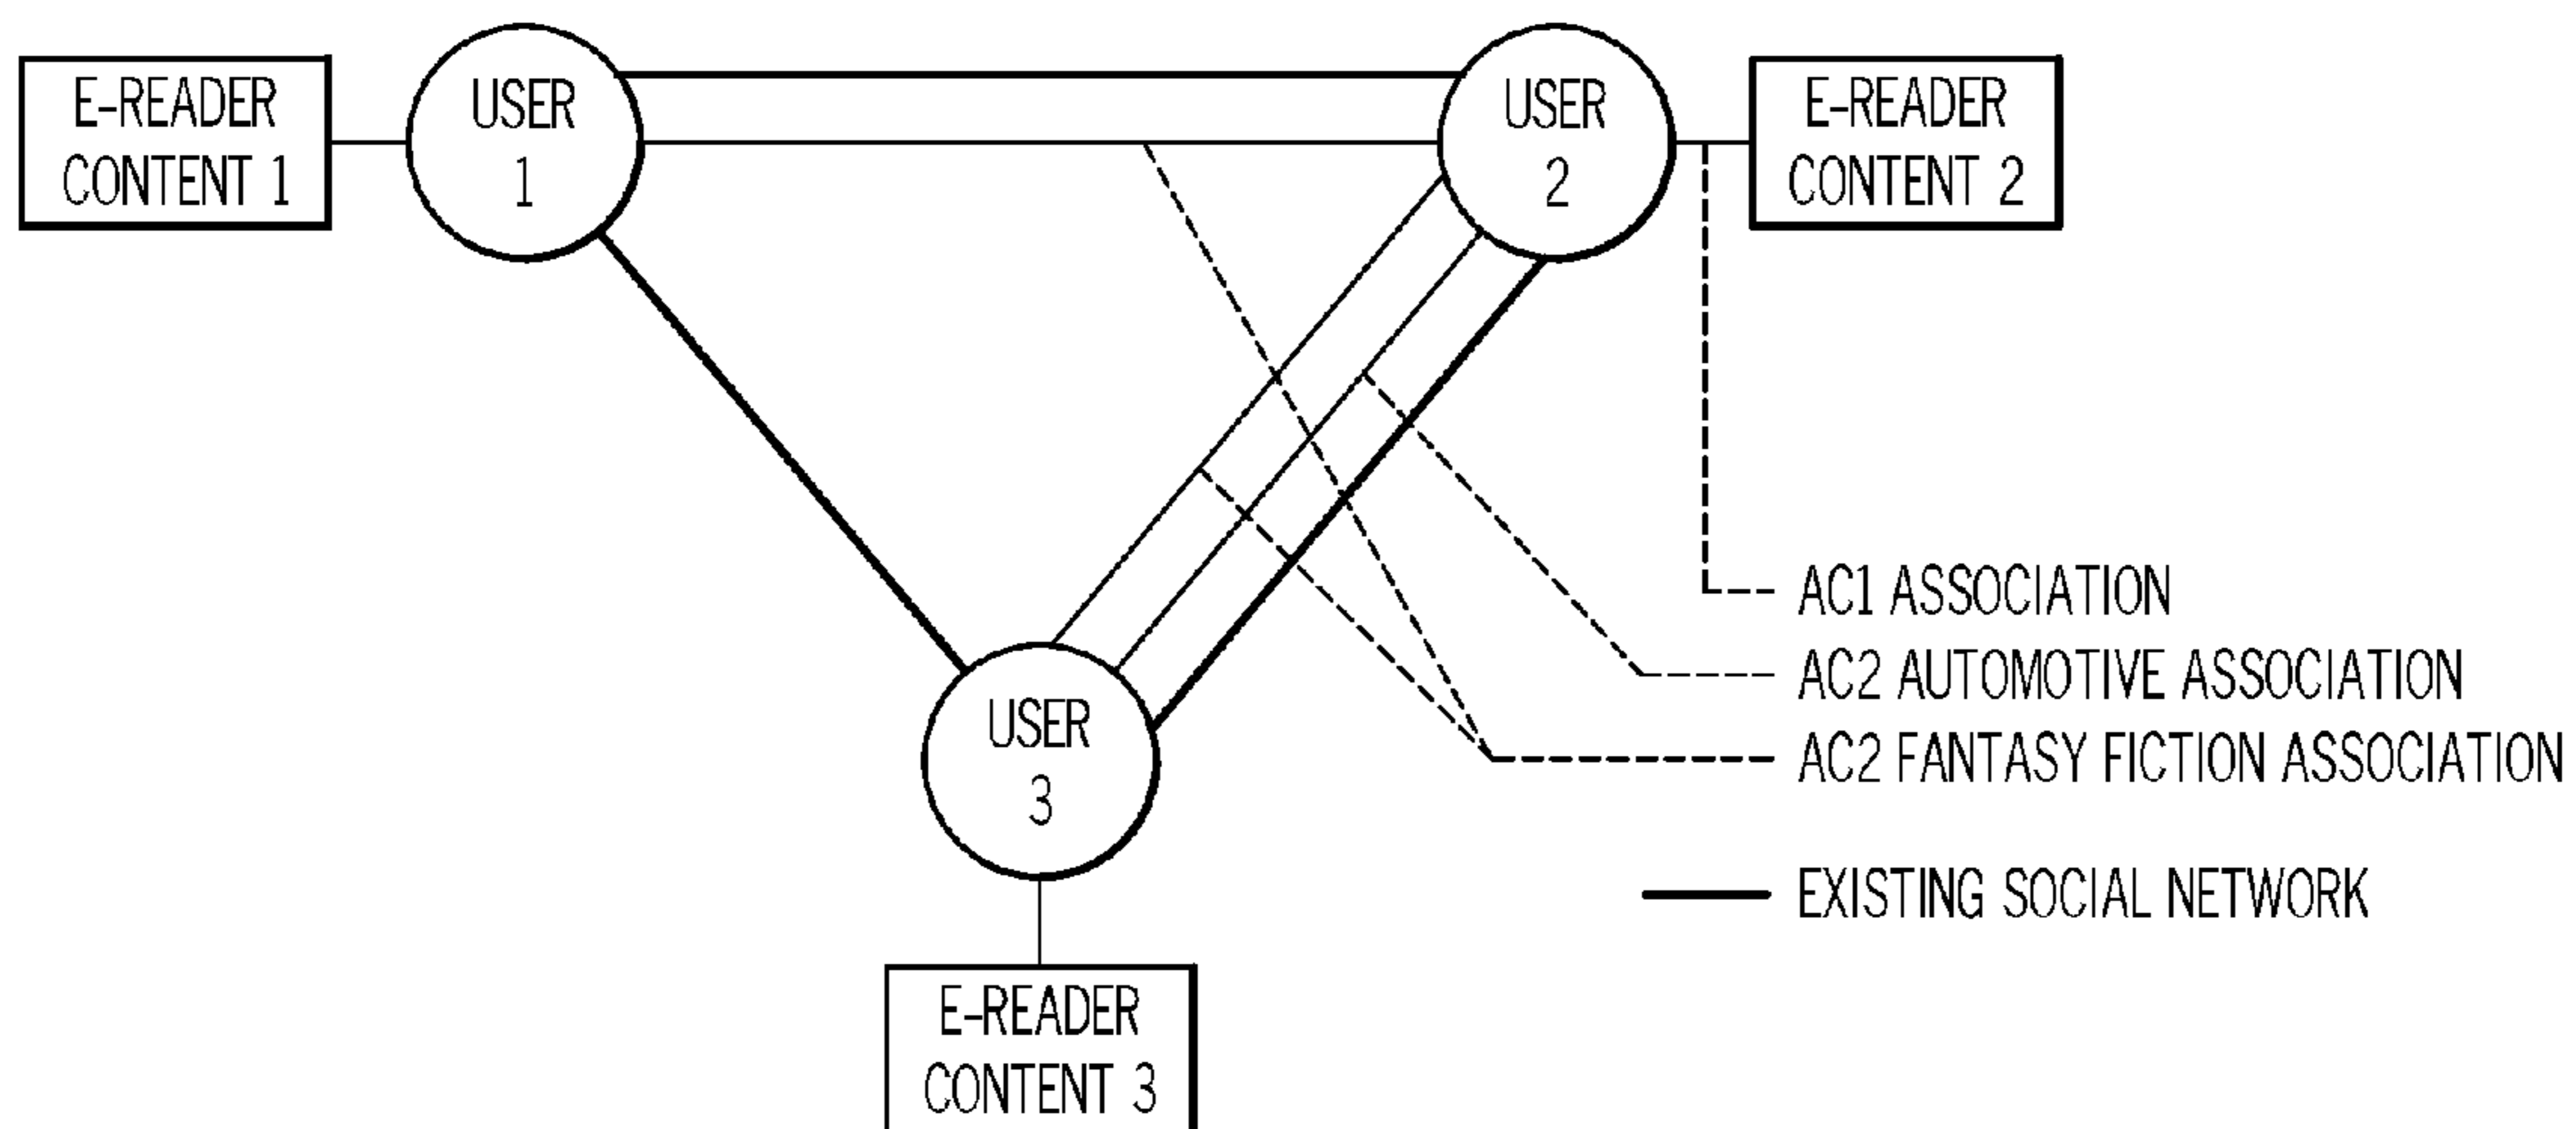 E-READER
CONTENT 1
USER
1
USER
2
E-READER
CONTENT 2
AC1 ASSOCIATION
AC2 AUTOMOTIVE ASSOCIATION
AC2 FANTASY FICTION ASSOCIATION
USER
3
EXISTING SOCIAL NETWORK
E-READER
CONTENT 3